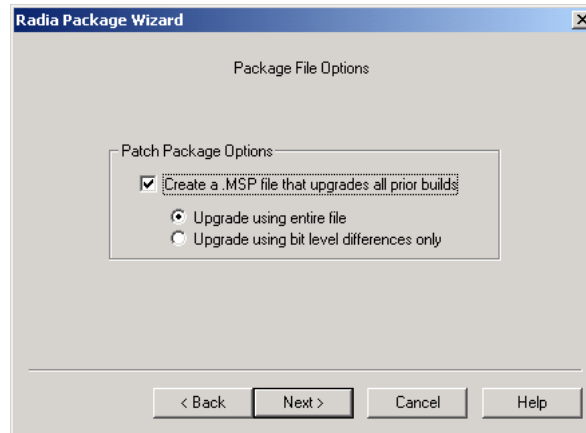 Radia Package Wizard
Package File Options
Patch Package Options
Create a .MSP file that upgrades all prior builds
Upgrade using entire file
Upgrade using bit level differences only
< Back
Next >
Cancel
Help